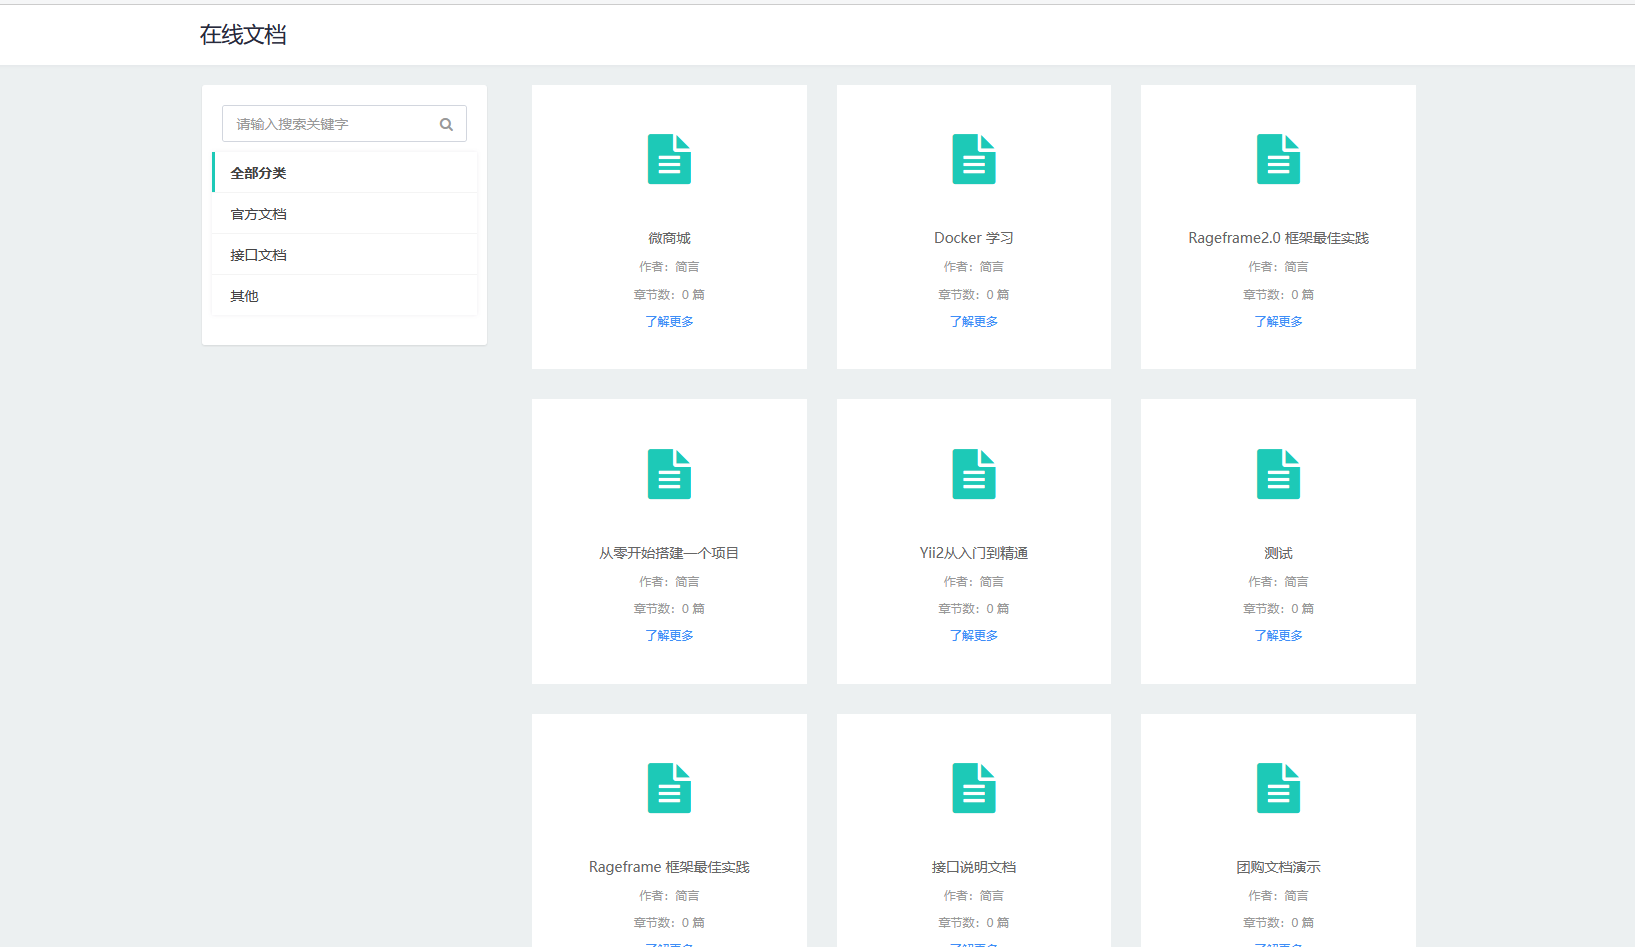 在线文档
请输入搜索关键字
全部分类
官方文档
接口文档
其他
微商城
作者：简言
章节数：0 篇
了解更多
Docker 学习
作者：简言
章节数：0 篇
了解更多
Rageframe2.0 框架最佳实践
作者：简言
章节数：0 篇
了解更多
从零开始搭建一个项目
作者：简言
章节数：0 篇
了解更多
Yii2从入门到精通
作者：简言
章节数：0 篇
了解更多
测试
作者：简言
章节数：0 篇
了解更多
Rageframe 框架最佳实践
作者：简言
章节数：0 篇
接口说明文档
作者：简言
章节数：0 篇
团购文档演示
作者：简言
章节数：0 篇